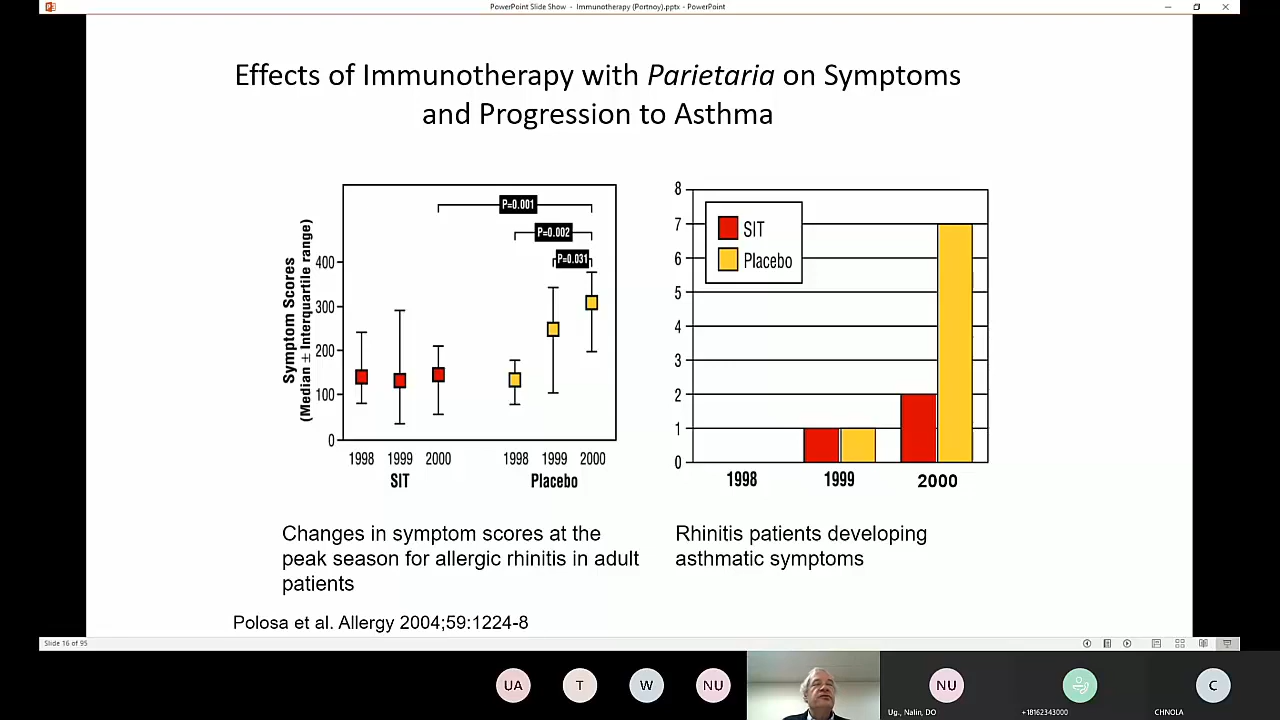 PowerPoint Slide Show - Immunotherapy (Portnoy).pptx - PowerPoint
Effects of Immunotherapy with Parietaria on Symptoms
and Progression to Asthma
Symptom Scores
(Median ± Interquartile range)
400
300
200
100
0
P=0.001
P=0.002
P=0.031
1998 1999 2000 1998 1999 2000
SIT Placebo
8
7
6
5
4
3
2
1
0
SIT
Placebo
1998 1999 2000
Changes in symptom scores at the
peak season for allergic rhinitis in adult
patients
Rhinitis patients developing
asthmatic symptoms
Polosa et al. Allergy 2004;59:1224-8
Slide 16 of 95
UA T W NU NU C
Ug., Nalin, DO +18162343000 CHNOLA